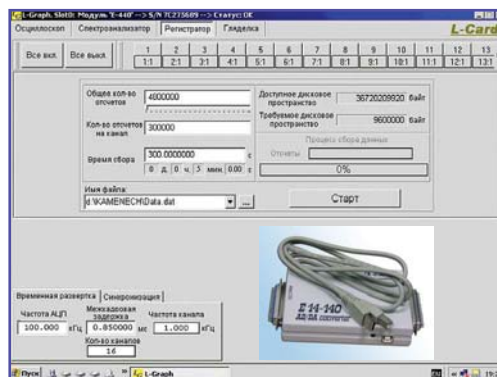 L-Graph, Slot0: Модуль 'E-440' --> S/N 7C235689 --> Статус: OK
Осциллоскоп Спектроанализатор Регистратор Гляделка
L-Card
Все вкл. Все выкл.
1 2 3 4 5 6 7 8 9 10 11 12 13
1:1 2:1 3:1 4:1 5:1 6:1 7:1 8:1 9:1 10:1 11:1 12:1 13:1
Общее кол-во отсчетов 4800000
Доступное дисковое пространство 36720209920 байт
Кол-во отсчетов на канал 300000
Требуемое дисковое пространство 9600000 байт
Процесс сбора данных
Время сбора 300.0000000 с
Отсчеты
0 д. 0 ч. 5 мин. 0.00 с
0%
Имя файла:
d:\KAMENECH\Data.dat ...
Старт
Временная развертка Синхронизация
Частота АЦП Межкадровая задержка Частота канала
100.000 кГц 0.850000 мс 1.000 кГц
Кол-во каналов
16
E 14-140
АД/DA CONVERTER
Пуск L-Graph EN